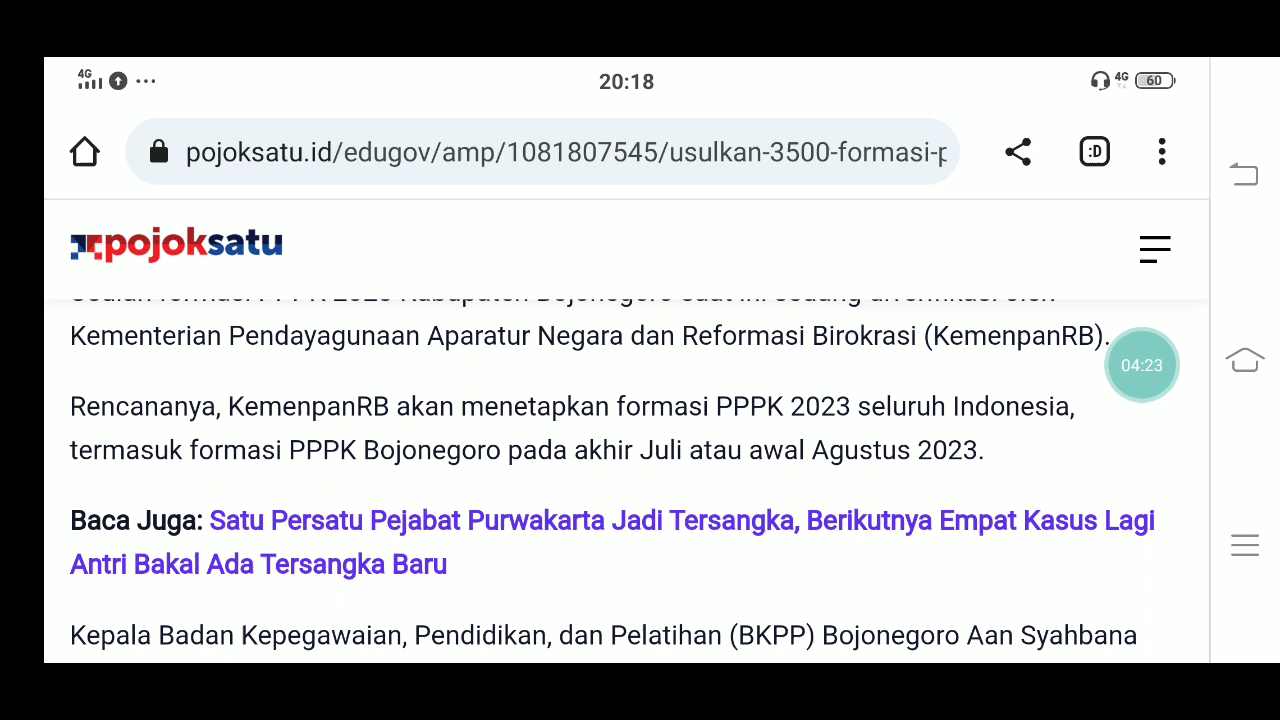 4G
20:18
4G
60
pojoksatu.id/edugov/amp/1081807545/usulkan-3500-formasi-p
:D
pojoksatu
Kementerian Pendayagunaan Aparatur Negara dan Reformasi Birokrasi (KemenpanRB).
04:23
Rencananya, KemenpanRB akan menetapkan formasi PPPK 2023 seluruh Indonesia,
termasuk formasi PPPK Bojonegoro pada akhir Juli atau awal Agustus 2023.
Baca Juga: Satu Persatu Pejabat Purwakarta Jadi Tersangka, Berikutnya Empat Kasus Lagi
Antri Bakal Ada Tersangka Baru
Kepala Badan Kepegawaian, Pendidikan, dan Pelatihan (BKPP) Bojonegoro Aan Syahbana